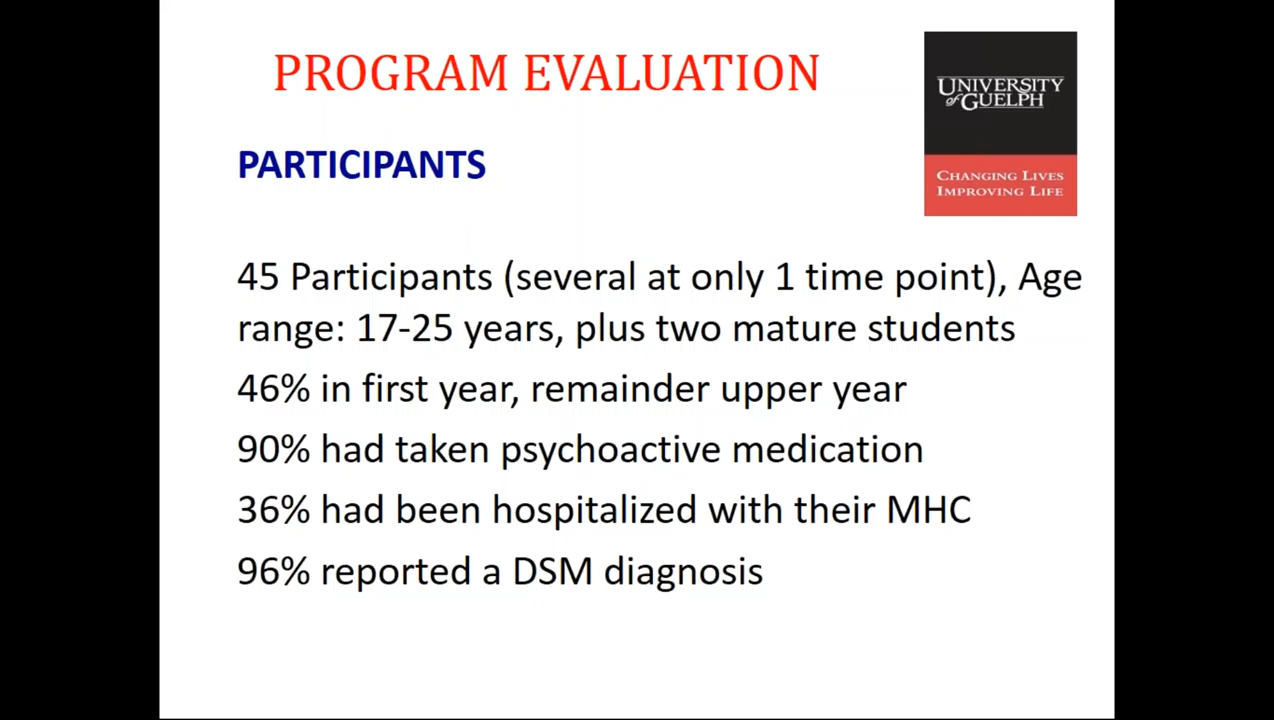 PROGRAM EVALUATION
UNIVERSITY
of GUELPH
CHANGING LIVES
IMPROVING LIFE
PARTICIPANTS
45 Participants (several at only 1 time point), Age
range: 17-25 years, plus two mature students
46% in first year, remainder upper year
90% had taken psychoactive medication
36% had been hospitalized with their MHC
96% reported a DSM diagnosis